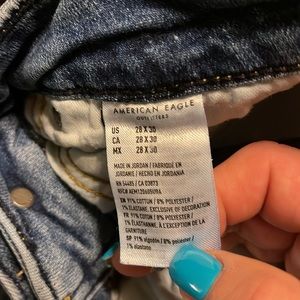 AMERICAN EAGLE
OUTFITTERS
US 28 X 30
CA 28 X 30
MX 28 X 30
MADE IN JORDAN / FABRIQUÉ EN
JORDANIE / HECHO EN JORDANIA
RN 54485 / CA 03873
EN 91% COTTON / 8% POLYESTER /
1% ELASTANE EXCLUSIVE OF DECORATION
FR 91% COTON / 8% POLYESTER /
1% ÉLASTHANNE, À L'EXCEPTION DE LA
GARNITURE
SP 91% algodón / 8% poliéster /
1% elastano